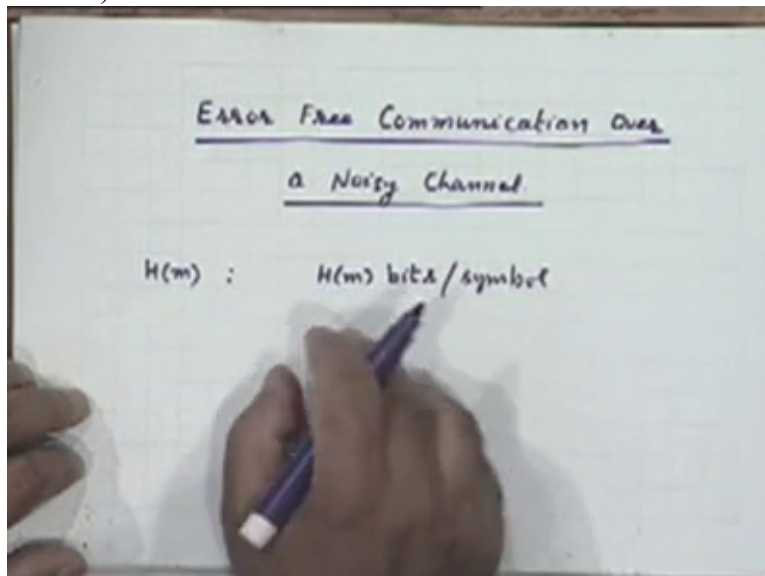 Error Free Communication Over
a Noisy Channel
H(m) : H(m) bits/symbol